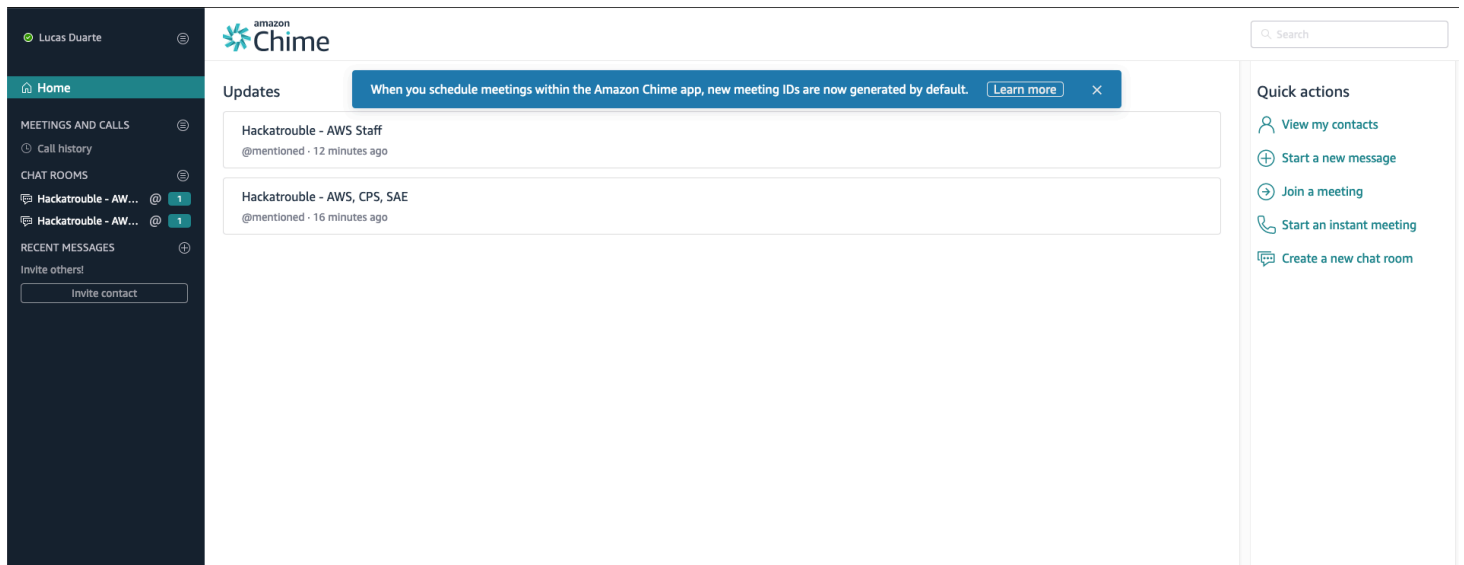 Lucas Duarte
Home
MEETINGS AND CALLS
Call history
CHAT ROOMS
Hackatrouble - AW... @ 1
Hackatrouble - AW... @ 1
RECENT MESSAGES
Invite others!
Invite contact
amazon
Chime
Search
When you schedule meetings within the Amazon Chime app, new meeting IDs are now generated by default. Learn more
Updates
Hackatrouble - AWS Staff
@mentioned · 12 minutes ago
Hackatrouble - AWS, CPS, SAE
@mentioned · 16 minutes ago
Quick actions
View my contacts
Start a new message
Join a meeting
Start an instant meeting
Create a new chat room